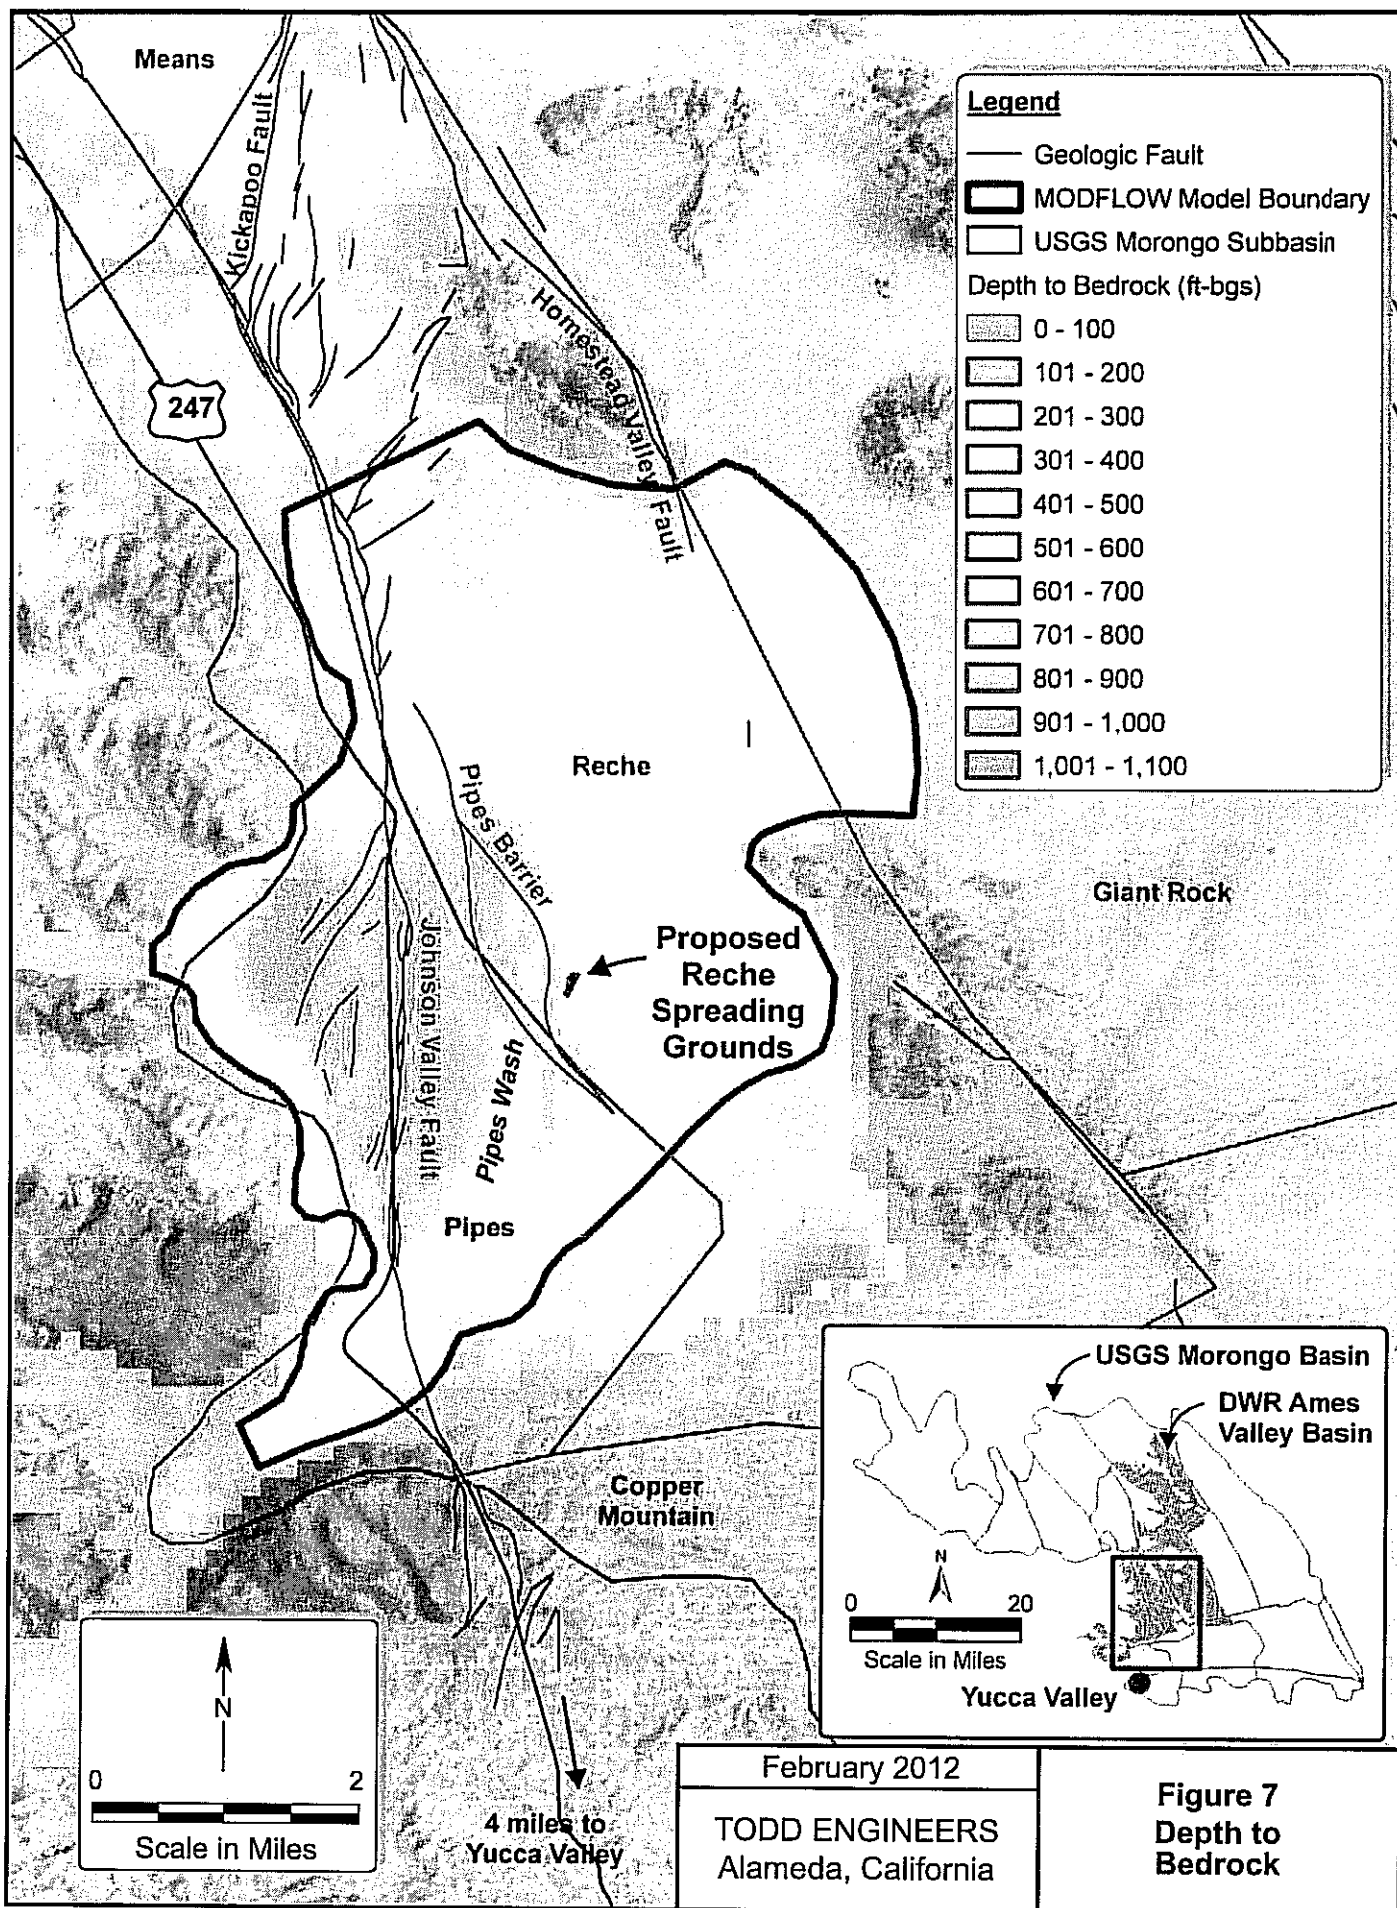 Means
Kickapoo Fault
247
Homestead Valley Fault
Legend
Geologic Fault
MODFLOW Model Boundary
USGS Morongo Subbasin
Depth to Bedrock (ft-bgs)
0 - 100
101 - 200
201 - 300
301 - 400
401 - 500
501 - 600
601 - 700
701 - 800
801 - 900
901 - 1,000
1,001 - 1,100
Reche
Pipes Barrier
Giant Rock
Johnson Valley Fault
Proposed
Reche
Spreading
Grounds
Pipes Wash
Pipes
Copper
Mountain
USGS Morongo Basin
DWR Ames
Valley Basin
N
0 20
Scale in Miles
Yucca Valley
N
0 2
Scale in Miles
4 miles to
Yucca Valley
February 2012
TODD ENGINEERS
Alameda, California
Figure 7
Depth to
Bedrock